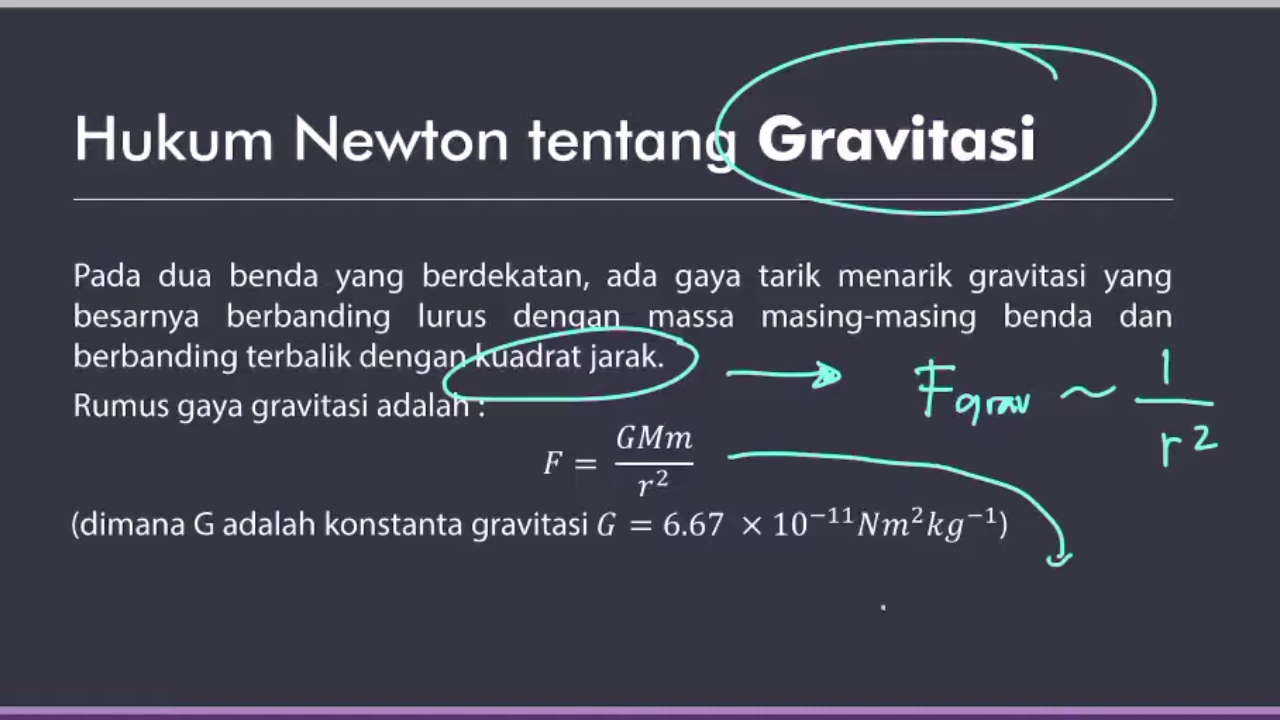 Hukum Newton tentang Gravitasi
Pada dua benda yang berdekatan, ada gaya tarik menarik gravitasi yang
besarnya berbanding lurus dengan massa masing-masing benda dan
berbanding terbalik dengan kuadrat jarak.
F grav ~ 1/r²
Rumus gaya gravitasi adalah :
F = GMm/r²
(dimana G adalah konstanta gravitasi G = 6.67 × 10⁻¹¹Nm²kg⁻¹)